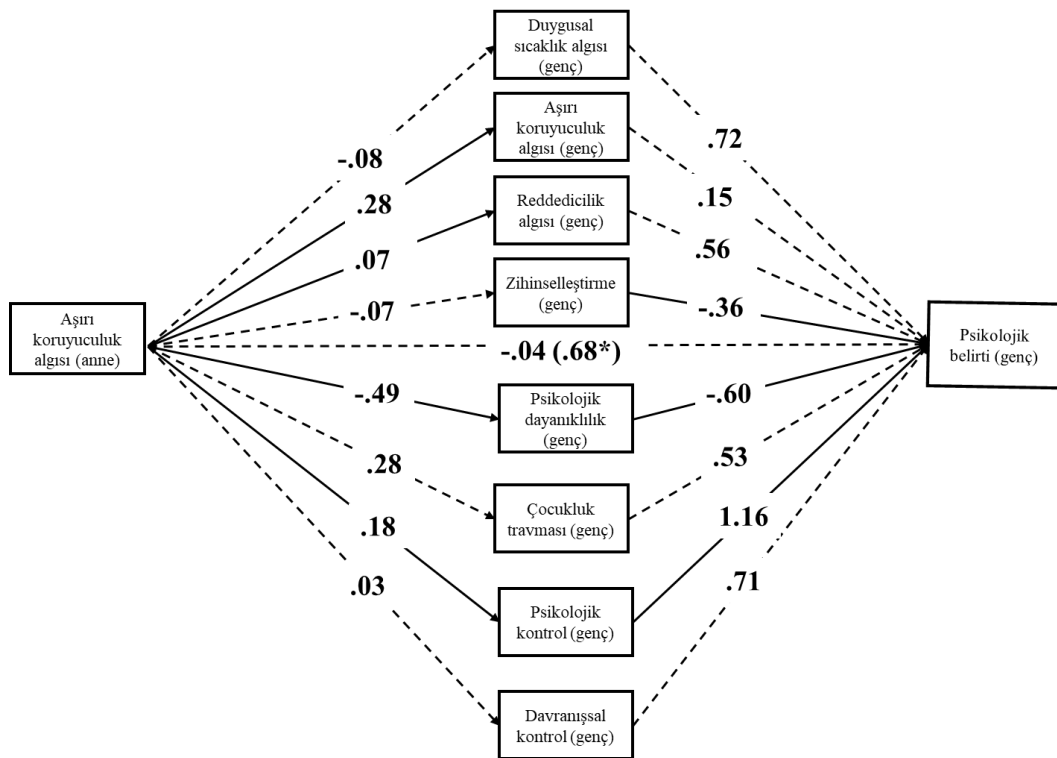 Duygusal
sıcaklık algısı
(genç)
Aşırı
koruyuculuk
algısı (genç)
Reddedicilik
algısı (genç)
Zihinselleştirme
(genç)
Aşırı
koruyuculuk
algısı (anne)
Psikolojik
belirti (genç)
Psikolojik
dayanıklılık
(genç)
Çocukluk
travması (genç)
Psikolojik
kontrol (genç)
Davranışsal
kontrol (genç)
-.08
.28
.07
-.07
-.04 (.68*)
-.49
.28
.18
.03
.72
.15
.56
-.36
-.60
.53
1.16
.71